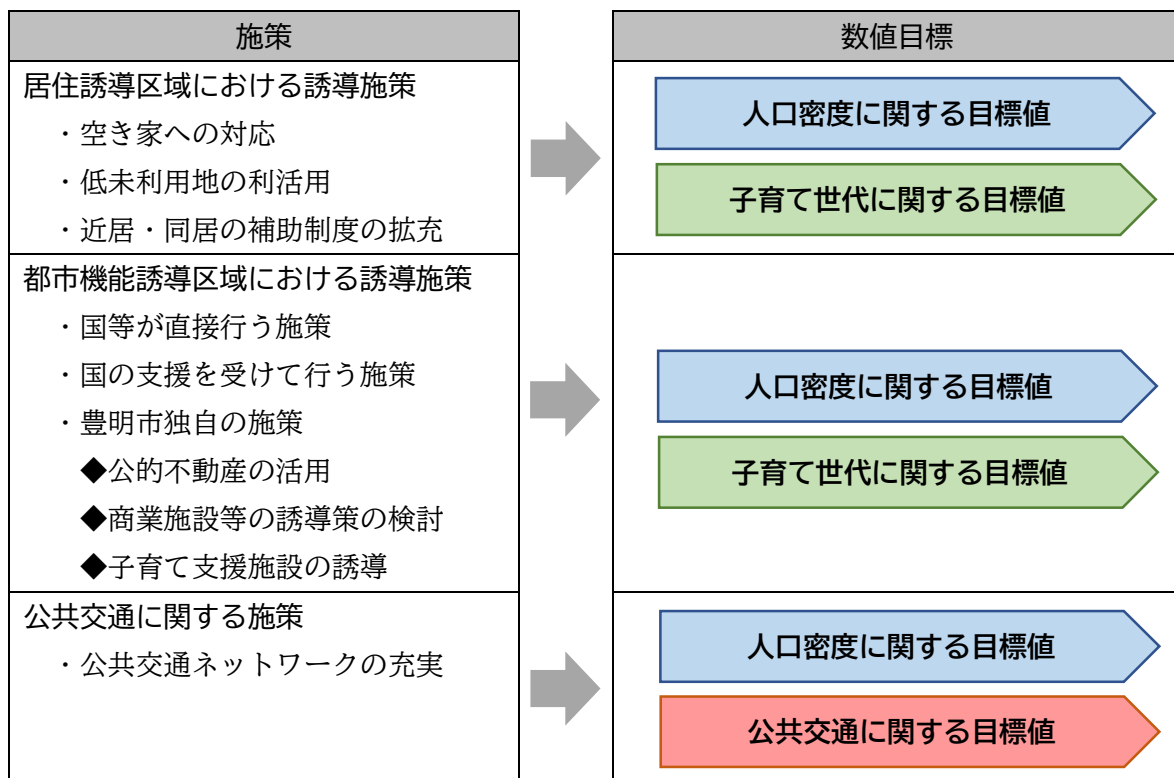 施策
数値目標
居住誘導区域における誘導施策
・空き家への対応
・低未利用地の利活用
・近居・同居の補助制度の拡充
人口密度に関する目標値
子育て世代に関する目標値
都市機能誘導区域における誘導施策
・国等が直接行う施策
・国の支援を受けて行う施策
・豊明市独自の施策
◆公的不動産の活用
◆商業施設等の誘導策の検討
◆子育て支援施設の誘導
人口密度に関する目標値
子育て世代に関する目標値
公共交通に関する施策
・公共交通ネットワークの充実
人口密度に関する目標値
公共交通に関する目標値